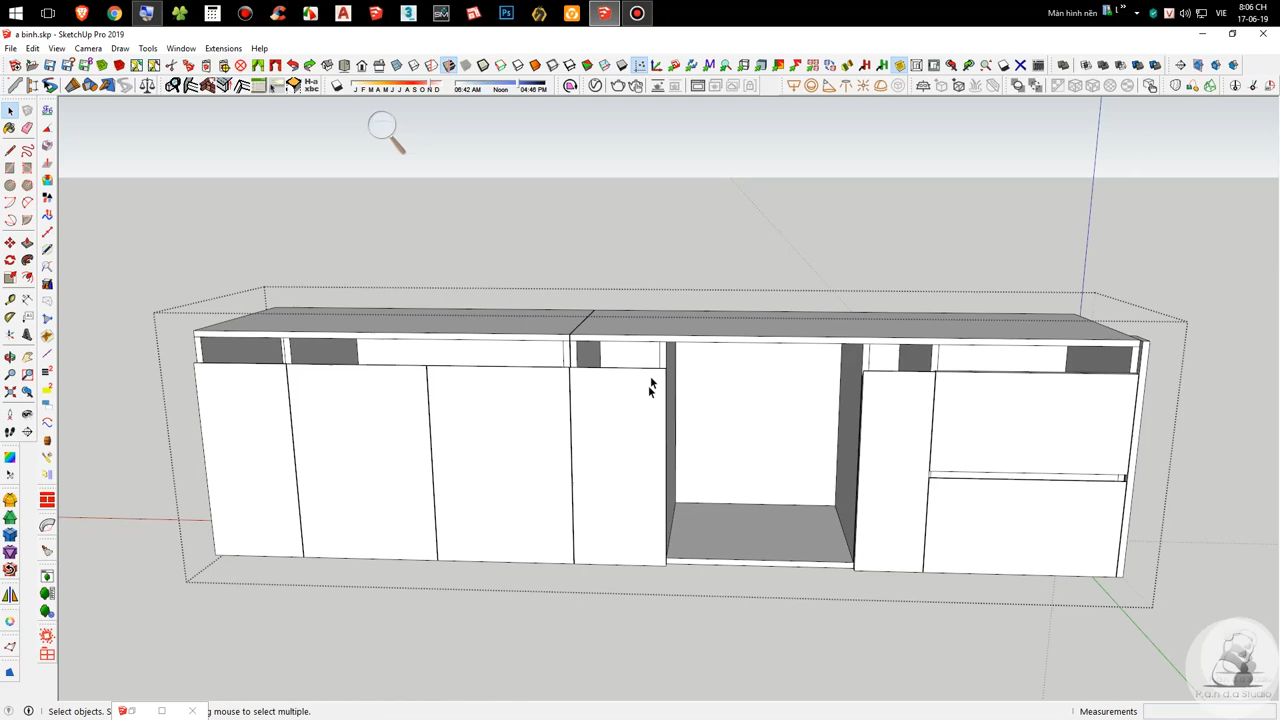 Màn hình nền
VIE
8:06 CH
17-06-19
a binh.skp - SketchUp Pro 2019
File Edit View Camera Draw Tools Window Extensions Help
H-a
xbc
J F M A M J J A S O N D
06:42 AM Noon 04:46 PM
Select objects. S
g mouse to select multiple.
Measurements
P.a.n.d.a Studio